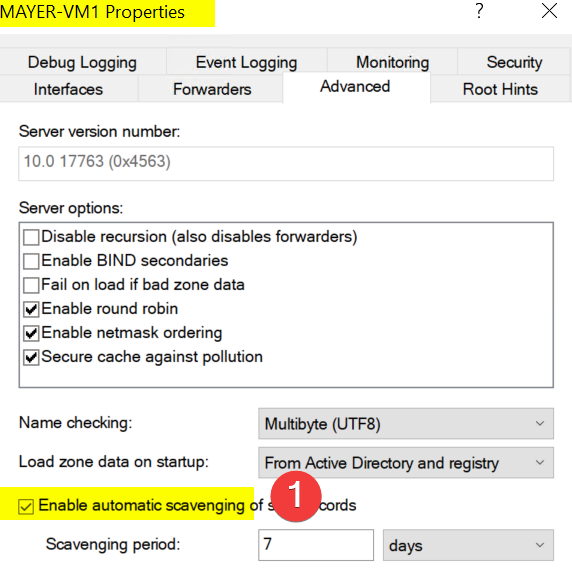 MAYER-VM1 Properties ?
Debug Logging Event Logging Monitoring Security
Interfaces Forwarders Advanced Root Hints
Server version number:
10.0 17763 (0x4563)
Server options:
Disable recursion (also disables forwarders)
Enable BIND secondaries
Fail on load if bad zone data
Enable round robin
Enable netmask ordering
Secure cache against pollution
Name checking: Multibyte (UTF8)
Load zone data on startup: From Active Directory and registry
Enable automatic scavenging of 1
Scavenging period: 7 days